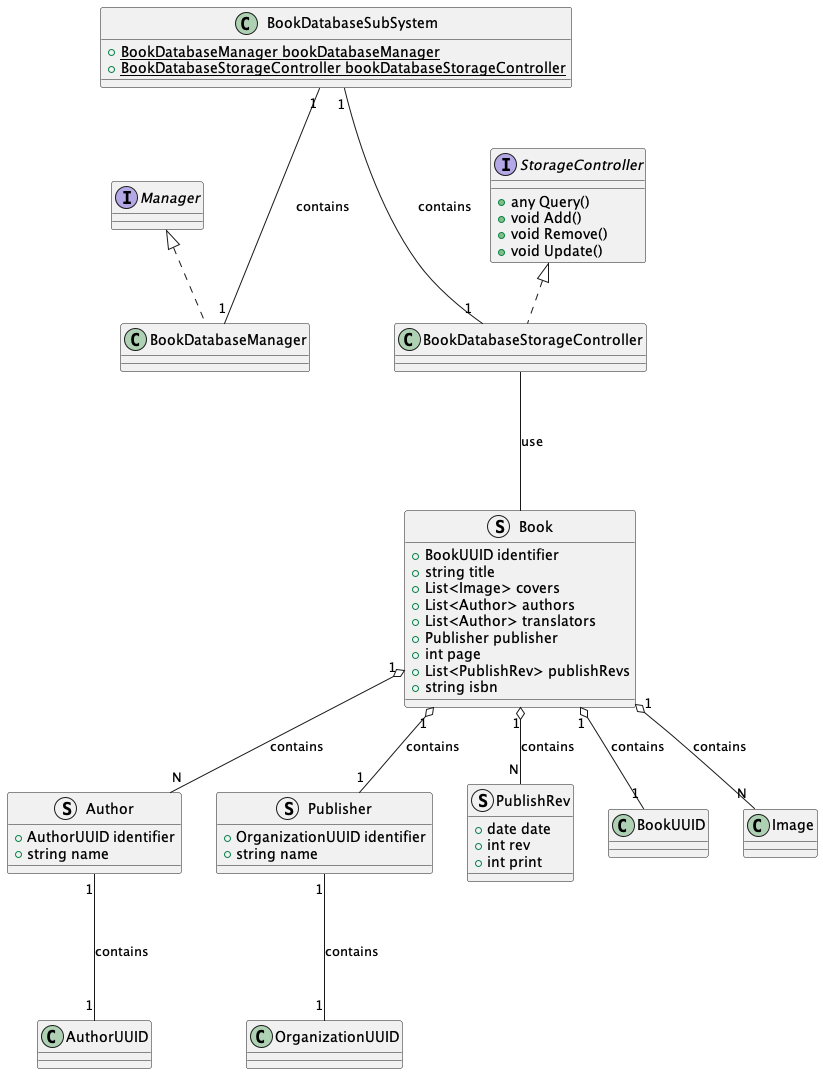 C BookDatabaseSubSystem
BookDatabaseManager bookDatabaseManager
BookDatabaseStorageController bookDatabaseStorageController
1 1
I StorageController
any Query()
void Add()
void Remove()
void Update()
I Manager
contains contains
1 1
C BookDatabaseManager
C BookDatabaseStorageController
use
S Book
BookUUID identifier
string title
List<Image> covers
List<Author> authors
List<Author> translators
Publisher publisher
int page
List<PublishRev> publishRevs
string isbn
1 1 1 1 1
contains contains contains contains contains
N 1 N 1 N
S Author
AuthorUUID identifier
string name
S Publisher
OrganizationUUID identifier
string name
S PublishRev
date date
int rev
int print
C BookUUID
C Image
1 1
contains contains
1 1
C AuthorUUID
C OrganizationUUID